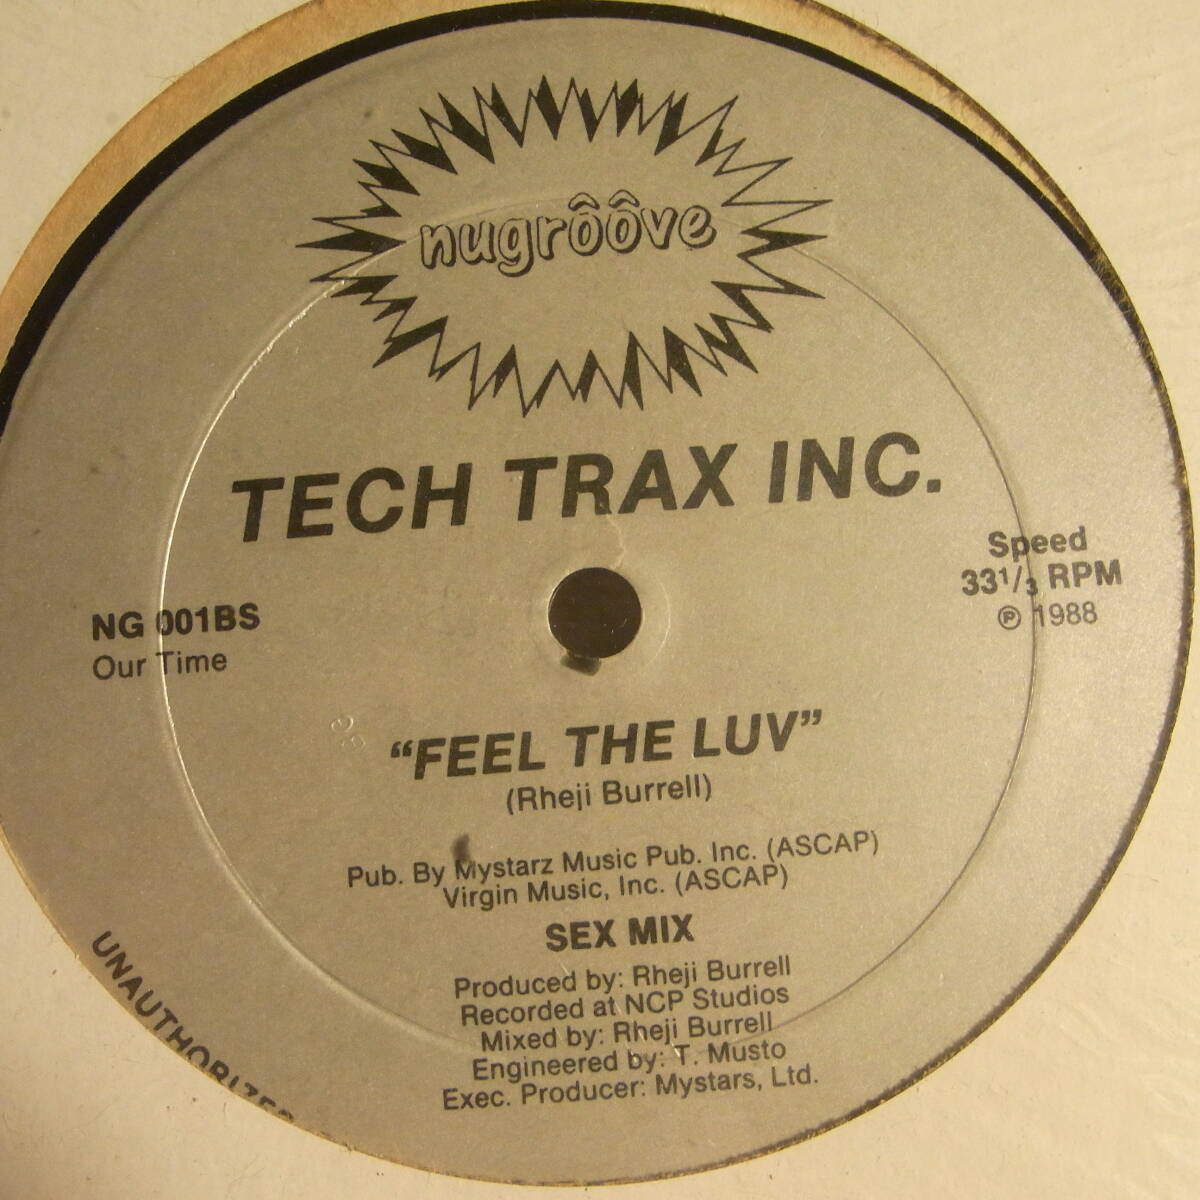 nugrôôve
TECH TRAX INC.
Speed
33 1/3 RPM
℗ 1988
NG 001BS
Our Time
"FEEL THE LUV"
(Rheji Burrell)
Pub. By Mystarz Music Pub. Inc. (ASCAP)
Virgin Music, Inc. (ASCAP)
SEX MIX
Produced by: Rheji Burrell
Recorded at NCP Studios
Mixed by: Rheji Burrell
Engineered by: T. Musto
Exec. Producer: Mystars, Ltd.
UNAUTHORIZE